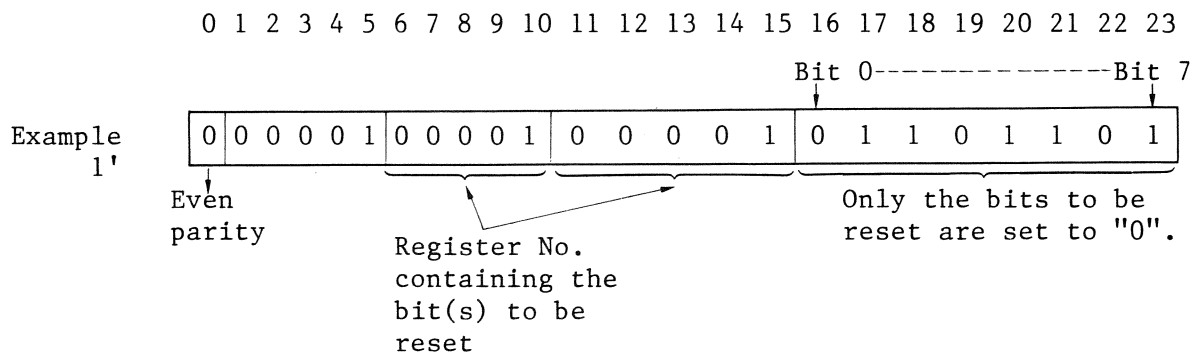 0 1 2 3 4 5 6 7 8 9 10 11 12 13 14 15 16 17 18 19 20 21 22 23
Bit 0--------------Bit 7
Example 0 0 0 0 0 1 0 0 0 0 1 0 0 0 0 1 0 1 1 0 1 1 0 1
1'
Even
parity
Register No.
containing the
bit(s) to be
reset
Only the bits to be
reset are set to "0".